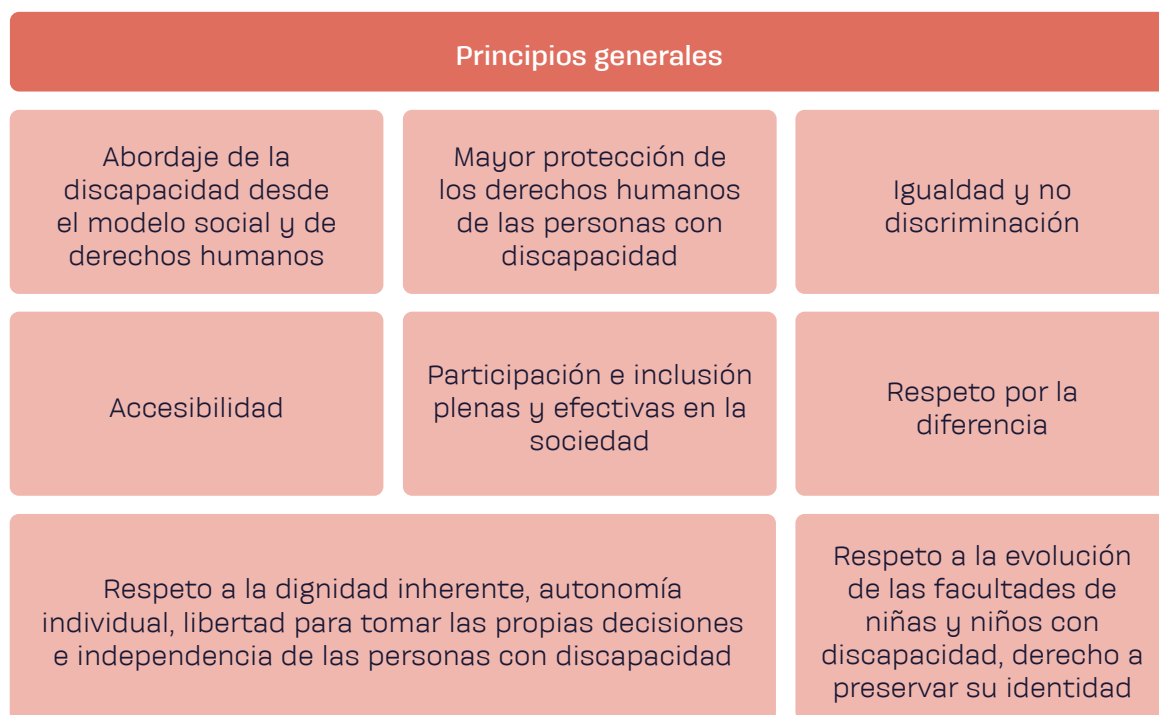 Principios generales
Abordaje de la
discapacidad desde
el modelo social y de
derechos humanos
Mayor protección de
los derechos humanos
de las personas con
discapacidad
Igualdad y no
discriminación
Accesibilidad
Participación e inclusión
plenas y efectivas en la
sociedad
Respeto por la
diferencia
Respeto a la dignidad inherente, autonomía
individual, libertad para tomar las propias decisiones
e independencia de las personas con discapacidad
Respeto a la evolución
de las facultades de
niñas y niños con
discapacidad, derecho a
preservar su identidad